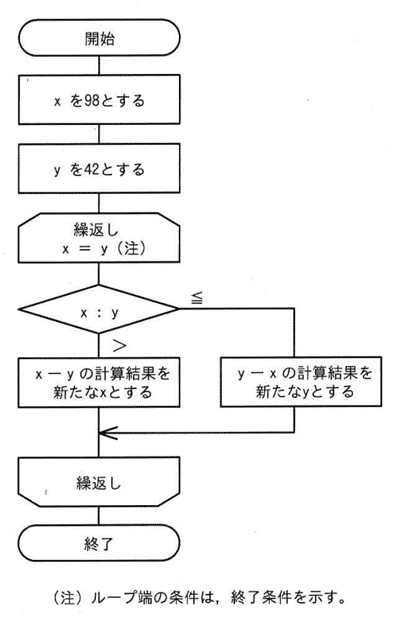 開始
x を98とする
y を42とする
繰返し
x = y（注）
x : y
≦
＞
x － y の計算結果を
新たなxとする
y － x の計算結果を
新たなyとする
繰返し
終了
（注）ループ端の条件は，終了条件を示す。